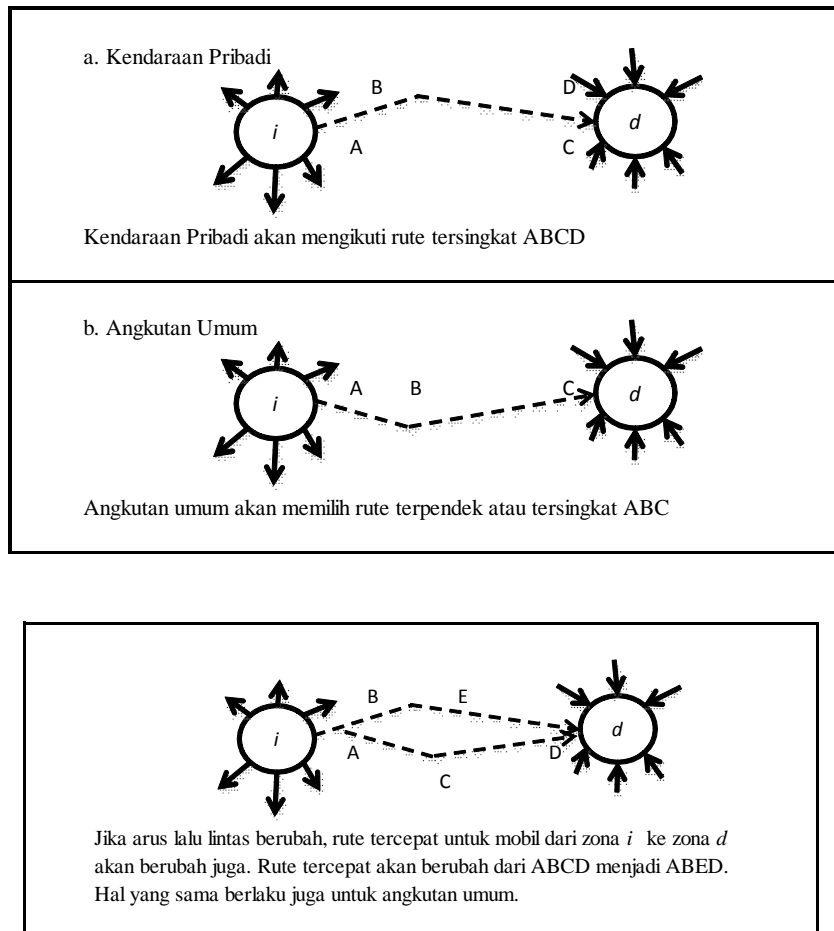 a. Kendaraan Pribadi
B
D
i
d
A
C
Kendaraan Pribadi akan mengikuti rute tersingkat ABCD
b. Angkutan Umum
A
B
C
i
d
Angkutan umum akan memilih rute terpendek atau tersingkat ABC
B
E
i
d
A
D
C
Jika arus lalu lintas berubah, rute tercepat untuk mobil dari zona i ke zona d
akan berubah juga. Rute tercepat akan berubah dari ABCD menjadi ABED.
Hal yang sama berlaku juga untuk angkutan umum.